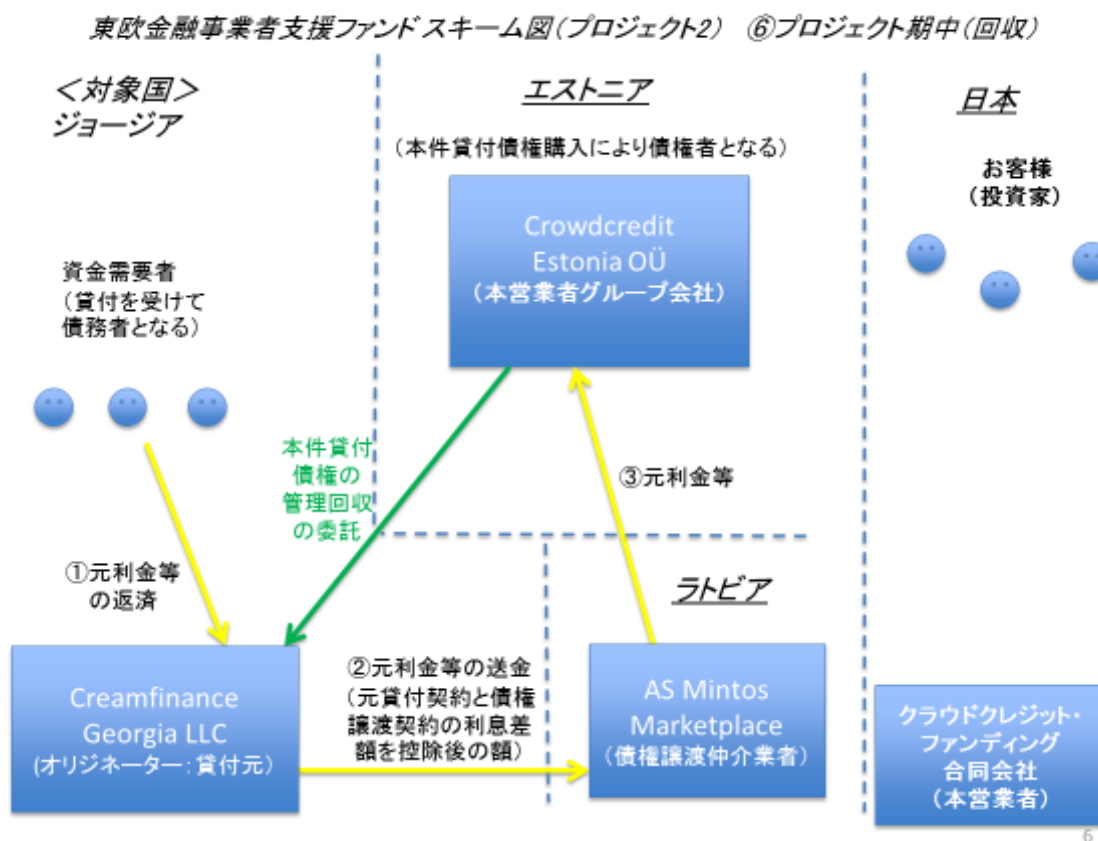 東欧金融事業者支援ファンドスキーム図(プロジェクト2) ⑥プロジェクト期中(回収)
＜対象国＞
ジョージア
エストニア
日本
(本件貸付債権購入により債権者となる)
お客様
(投資家)
Crowdcredit
Estonia OÜ
(本営業者グループ会社)
資金需要者
(貸付を受けて
債務者となる)
本件貸付
債権の
管理回収
の委託
③元利金等
①元利金等
の返済
ラトビア
②元利金等の送金
(元貸付契約と債権
譲渡契約の利息差
額を控除後の額)
Creamfinance
Georgia LLC
(オリジネーター：貸付元)
AS Mintos
Marketplace
(債権譲渡仲介業者)
クラウドクレジット・
ファンディング
合同会社
(本営業者)
6